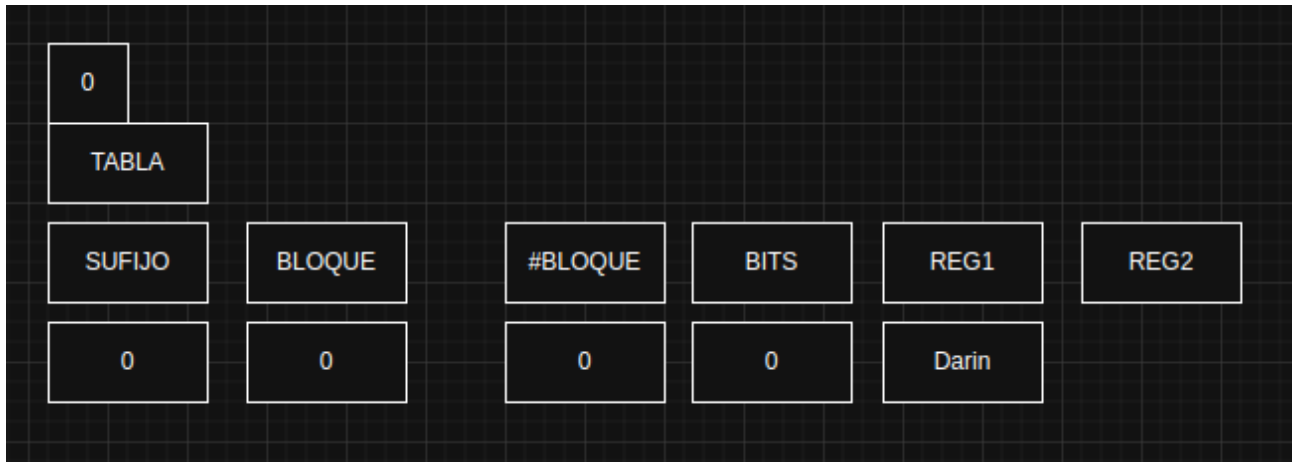 0
TABLA
SUFIJO BLOQUE #BLOQUE BITS REG1 REG2
0 0 0 0 Darin